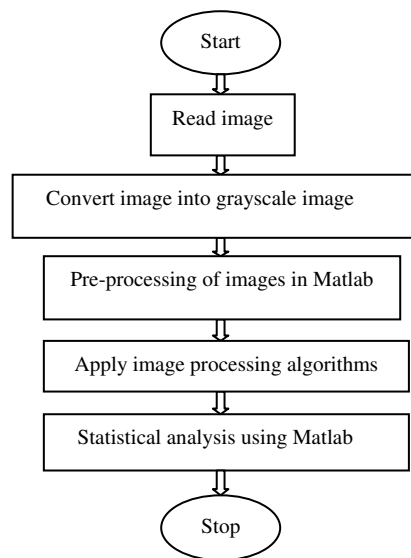 Start
Read image
Convert image into grayscale image
Pre-processing of images in Matlab
Apply image processing algorithms
Statistical analysis using Matlab
Stop